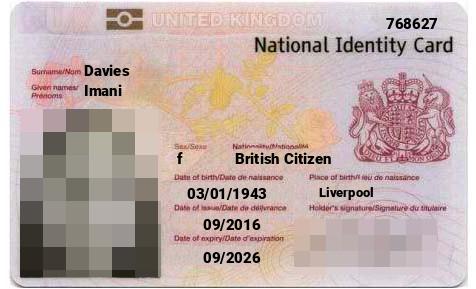 UNITED KINGDOM
768627
National Identity Card
Surname/Nom Davies
Given names/ Imani
Prénoms
Sex/Sexe Nationality/Nationalité
f British Citizen
Date of birth/Date de naissance Place of birth/Lieu de naissance
03/01/1943 Liverpool
Date of issue/Date de délivrance Holder's signature/Signature du titulaire
09/2016
Date of expiry/Date d'expiration
09/2026